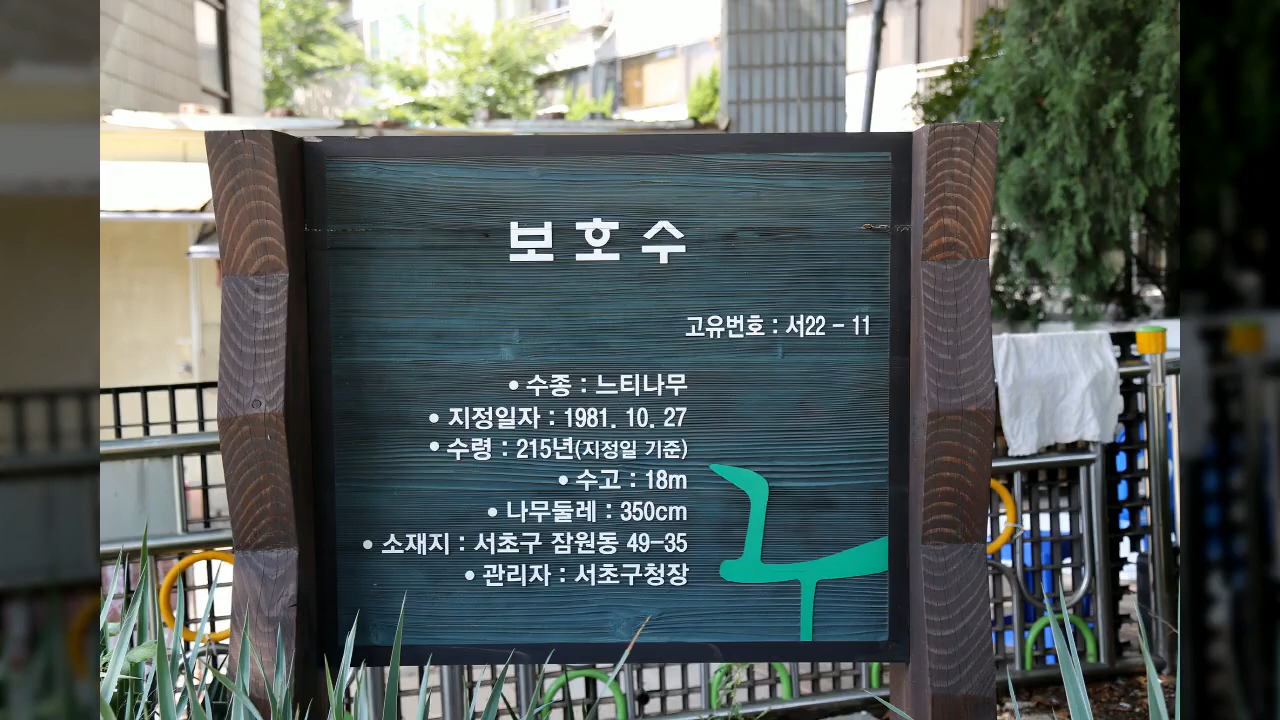 보호수
고유번호 : 서22 - 11
• 수종 : 느티나무
• 지정일자 : 1981. 10. 27
• 수령 : 215년(지정일 기준)
• 수고 : 18m
• 나무둘레 : 350cm
• 소재지 : 서초구 잠원동 49-35
• 관리자 : 서초구청장